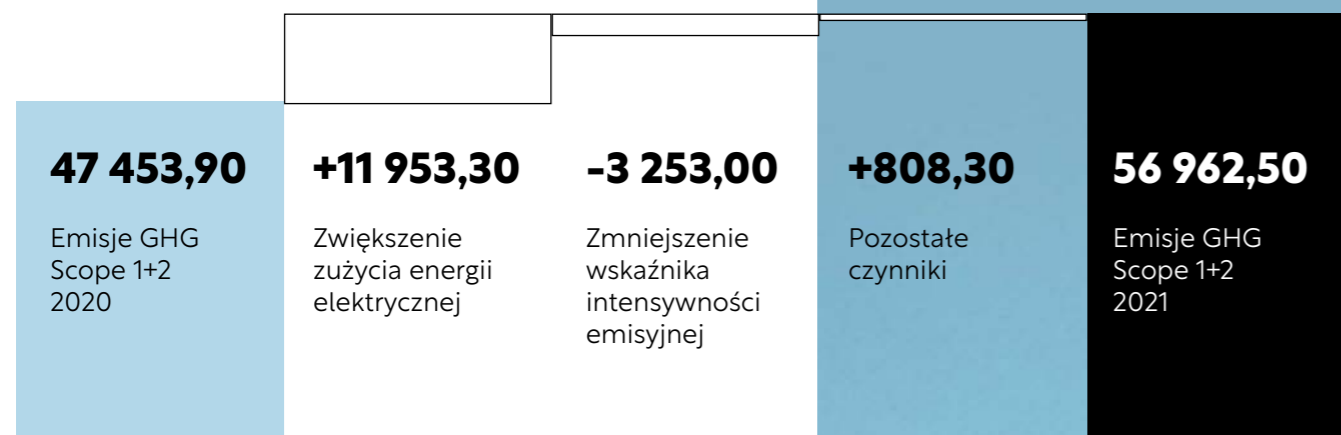 47 453,90
Emisje GHG
Scope 1+2
2020
+11 953,30
Zwiększenie
zużycia energii
elektrycznej
-3 253,00
Zmniejszenie
wskaźnika
intensywności
emisyjnej
+808,30
Pozostałe
czynniki
56 962,50
Emisje GHG
Scope 1+2
2021